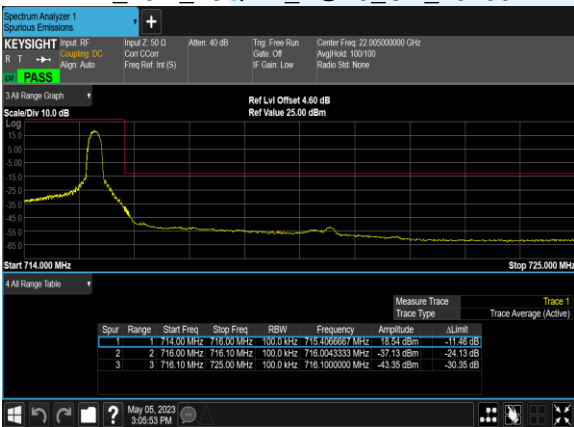 Spectrum Analyzer 1
Spurious Emissions
KEYSIGHT Input: RF Input Z: 50 Ω Atten: 40 dB Trig: Free Run Center Freq: 22.005000000 GHz
R T Coupling: DC Corr CCorr Gate: Off Avg|Hold: 100/100
Align: Auto Freq Ref: Int (S) IF Gain: Low Radio Std: None
PASS
3 All Range Graph
Ref Lvl Offset 4.60 dB
Scale/Div 10.0 dB Ref Value 25.00 dBm
Log
15.0
5.00
-5.00
-15.0
-25.0
-35.0
-45.0
-55.0
-65.0
Start 714.000 MHz Stop 725.000 MHz
4 All Range Table
Measure Trace Trace 1
Trace Type Trace Average (Active)
Spur Range Start Freq Stop Freq RBW Frequency Amplitude ΔLimit
1 1 714.00 MHz 716.00 MHz 100.0 kHz 715.4066667 MHz 18.54 dBm -11.46 dB
2 2 716.00 MHz 716.10 MHz 100.0 kHz 716.0043333 MHz -37.13 dBm -24.13 dB
3 3 716.10 MHz 725.00 MHz 100.0 kHz 716.1000000 MHz -43.35 dBm -30.35 dB
? May 05, 2023
3:05:53 PM